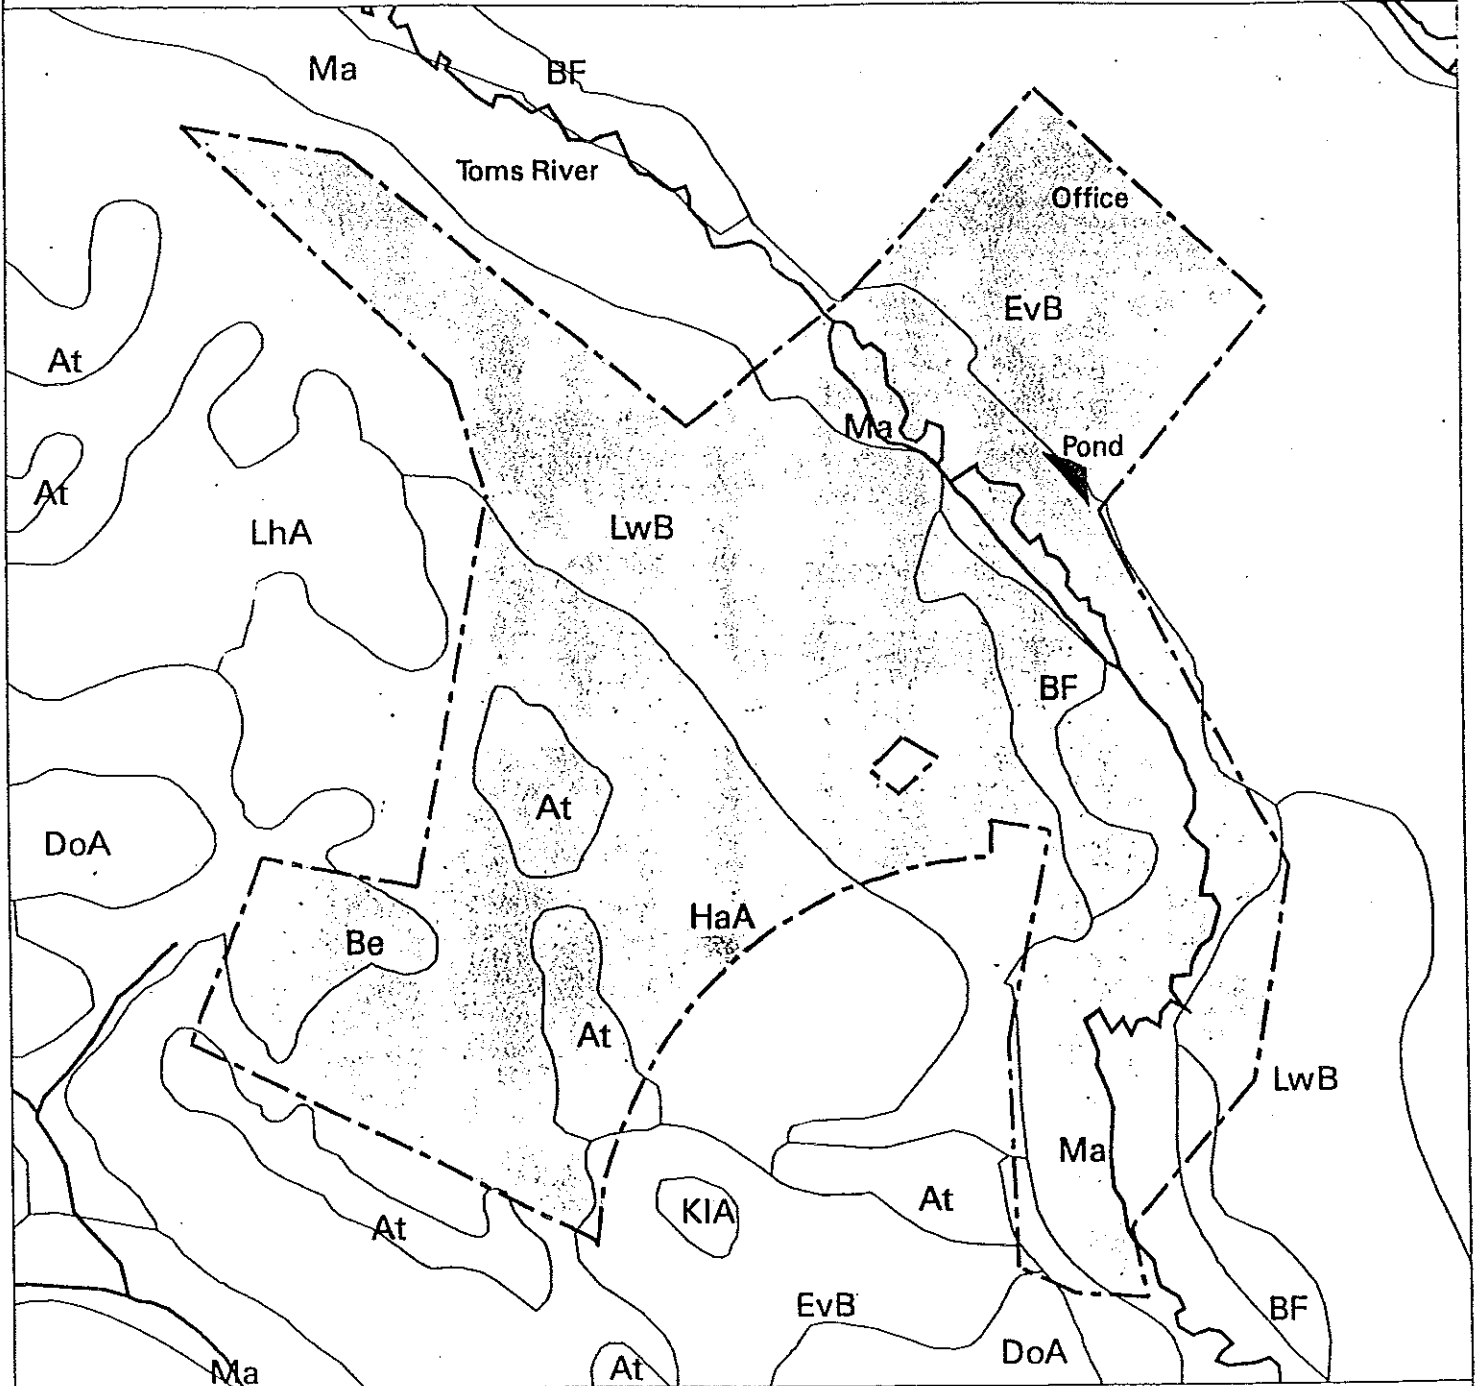 Ma
BF
Toms River
Office
EvB
At
Ma
Pond
At
LhA
LwB
BF
At
DoA
HaA
Be
At
LwB
Ma
At
KlA
At
EvB
BF
DoA
Ma
At